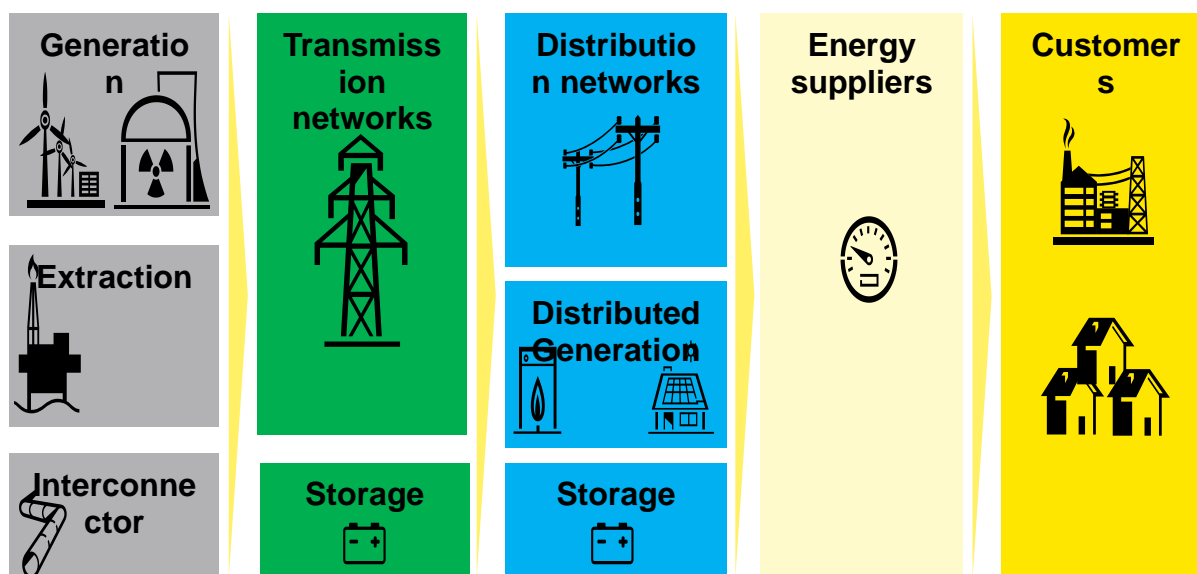 Generatio
n
Extraction
Interconne
ctor
Transmiss
ion
networks
Storage
Distributio
n networks
Distributed
Generation
Storage
Energy
suppliers
Customer
s